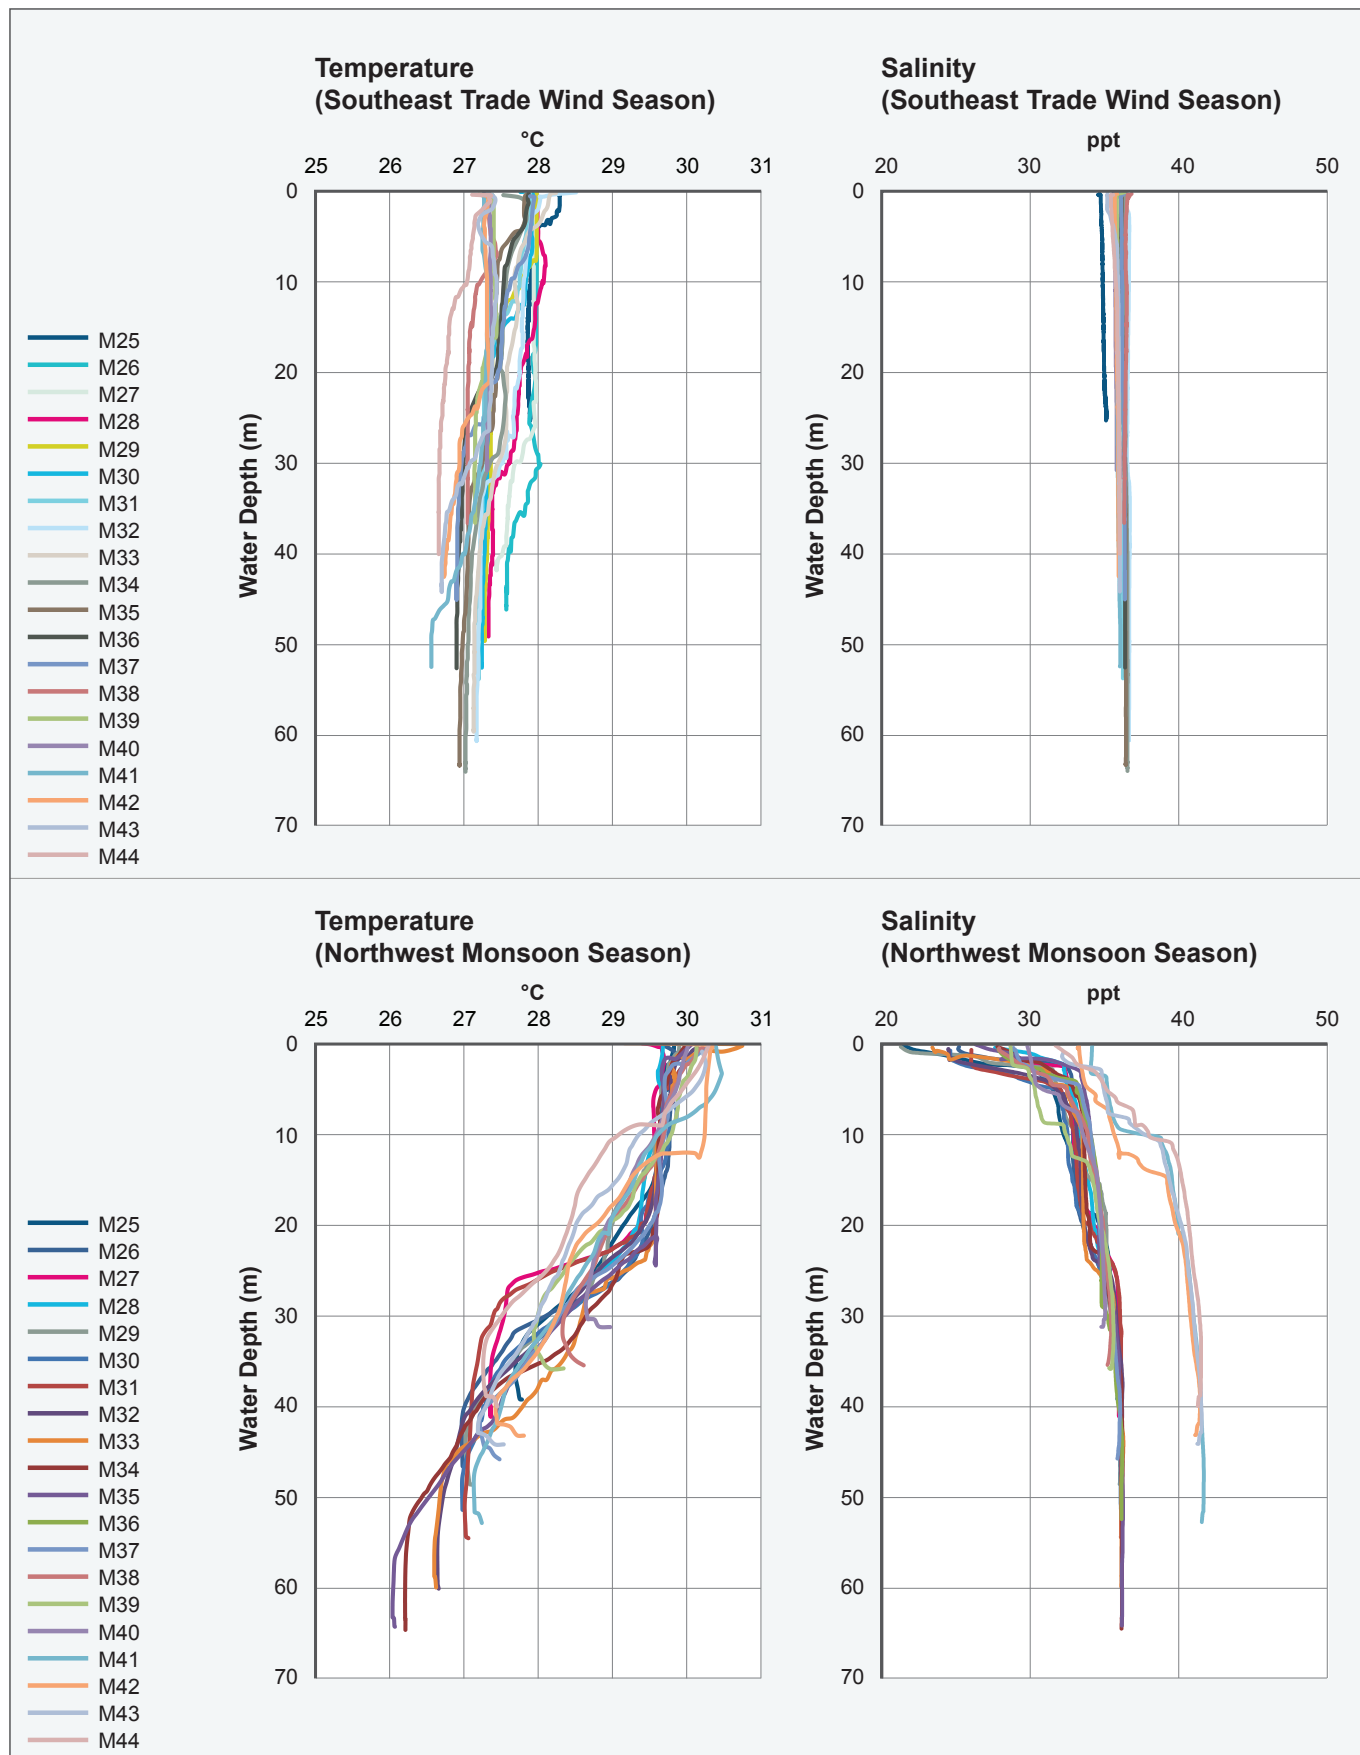 Temperature
(Southeast Trade Wind Season)
°C
25 26 27 28 29 30 31
0
10
20
30
40
50
60
70
Water Depth (m)
Salinity
(Southeast Trade Wind Season)
ppt
20 30 40 50
0
10
20
30
40
50
60
70
Water Depth (m)
M25
M26
M27
M28
M29
M30
M31
M32
M33
M34
M35
M36
M37
M38
M39
M40
M41
M42
M43
M44
Temperature
(Northwest Monsoon Season)
°C
25 26 27 28 29 30 31
0
10
20
30
40
50
60
70
Water Depth (m)
Salinity
(Northwest Monsoon Season)
ppt
20 30 40 50
0
10
20
30
40
50
60
70
Water Depth (m)
M25
M26
M27
M28
M29
M30
M31
M32
M33
M34
M35
M36
M37
M38
M39
M40
M41
M42
M43
M44